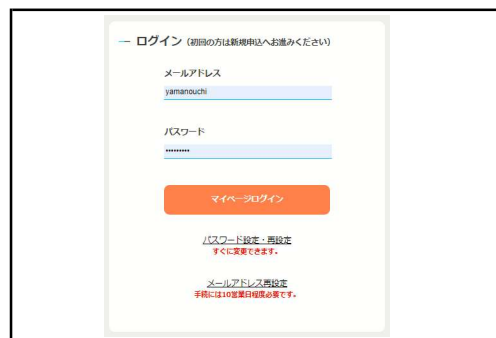 ログイン（初回の方は新規申込へお進みください）
メールアドレス
yamanouchi
パスワード
•••••••••
マイページログイン
パスワード設定・再設定
すぐに変更できます。
メールアドレス再設定
手続には10営業日程度必要です。